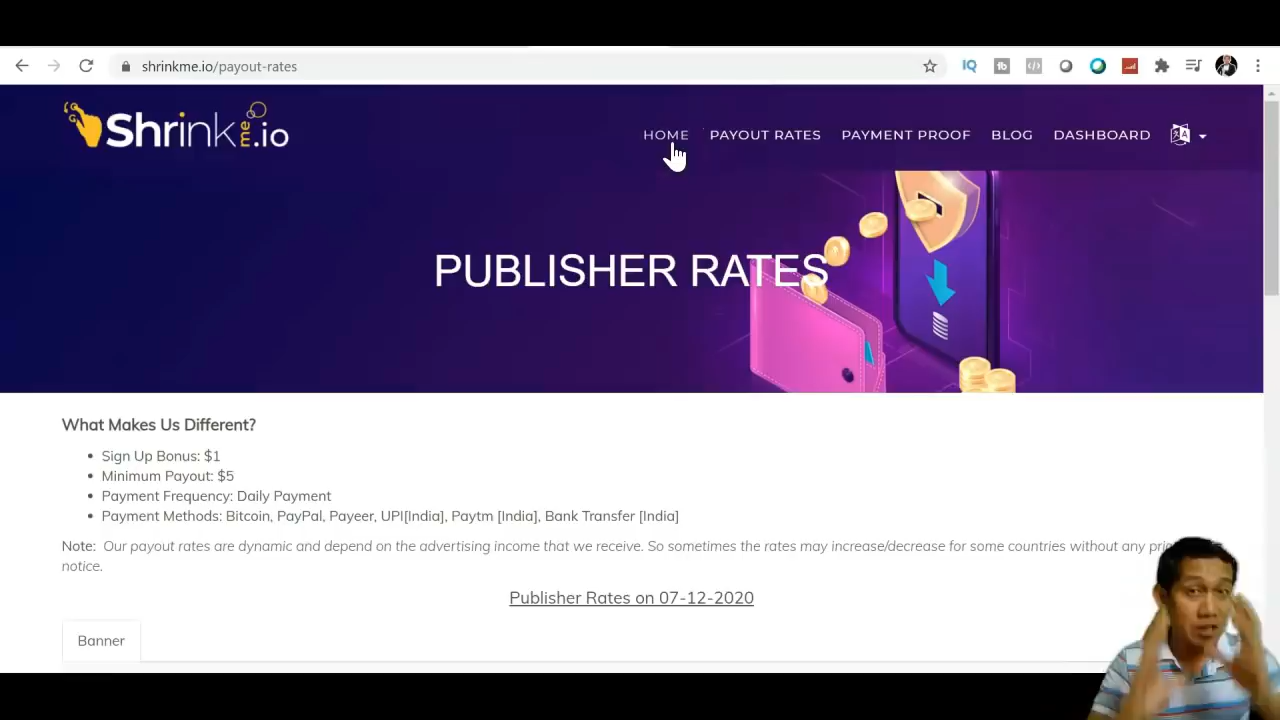 shrinkme.io/payout-rates
Shrinkme.io
HOME PAYOUT RATES PAYMENT PROOF BLOG DASHBOARD
PUBLISHER RATES
What Makes Us Different?
Sign Up Bonus: $1
Minimum Payout: $5
Payment Frequency: Daily Payment
Payment Methods: Bitcoin, PayPal, Payeer, UPI[India], Paytm [India], Bank Transfer [India]
Note: Our payout rates are dynamic and depend on the advertising income that we receive. So sometimes the rates may increase/decrease for some countries without any
notice.
Publisher Rates on 07-12-2020
Banner